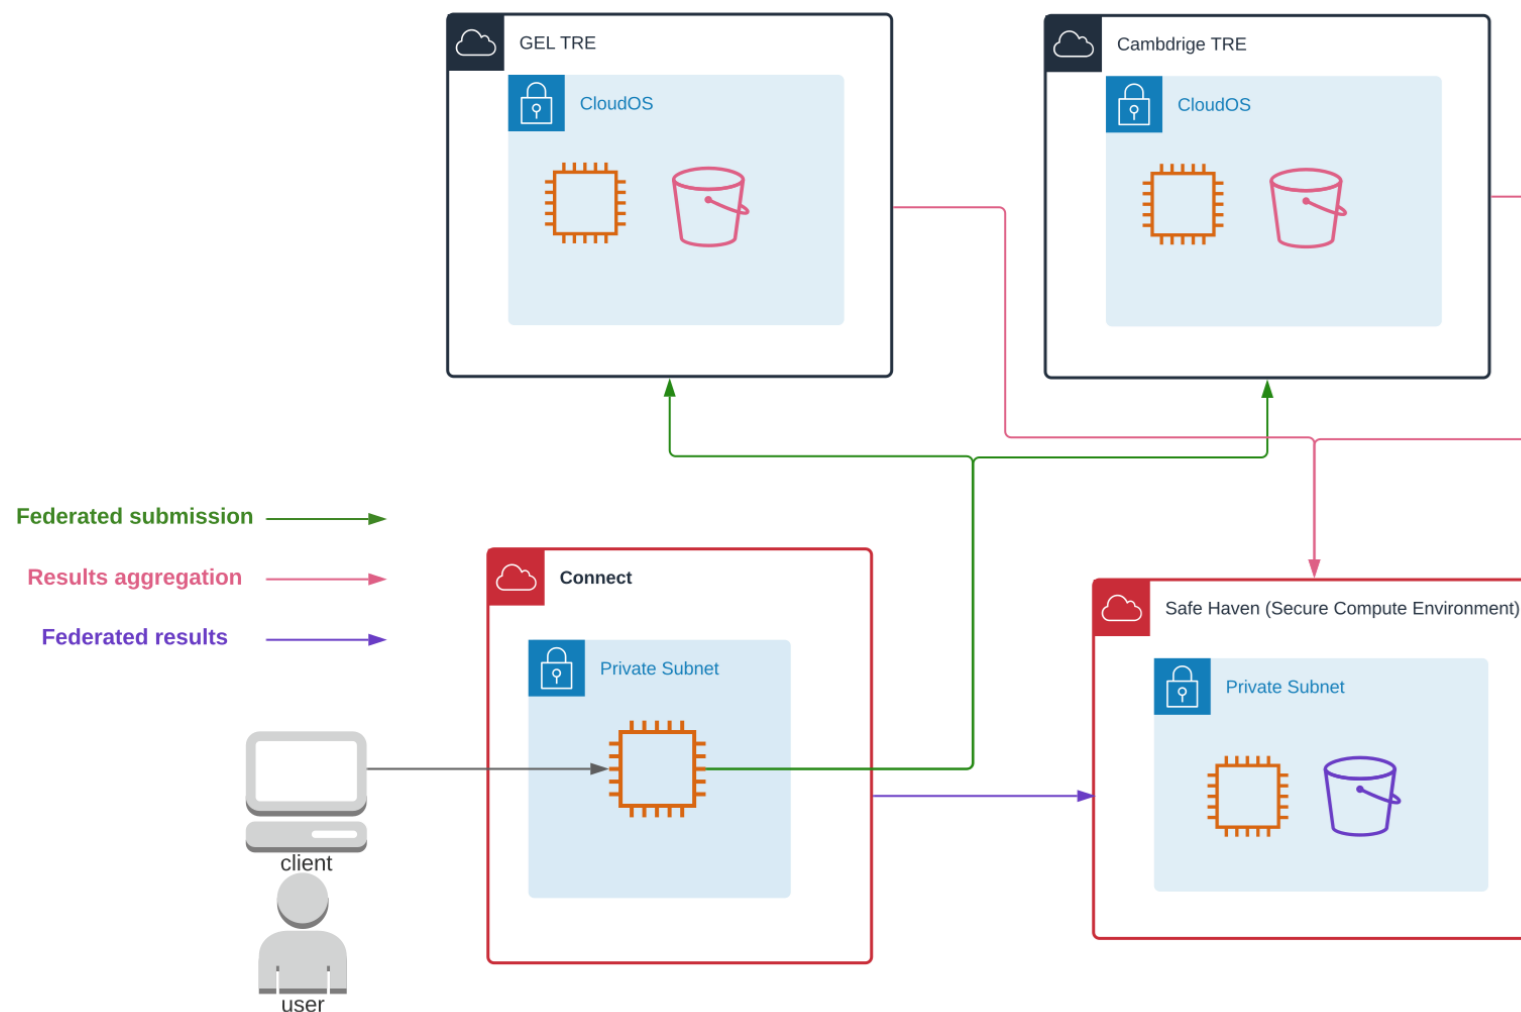 GEL TRE
CloudOS
Cambdrige TRE
CloudOS
Federated submission
Results aggregation
Federated results
Connect
Private Subnet
Safe Haven (Secure Compute Environment)
Private Subnet
client
user